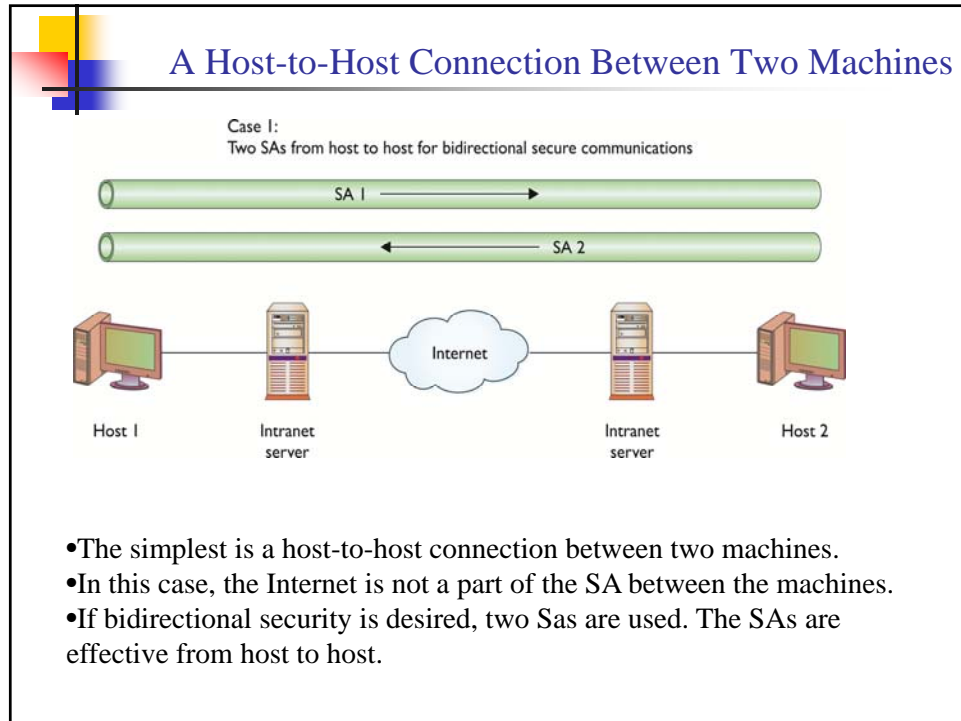 A Host-to-Host Connection Between Two Machines
Case 1:
Two SAs from host to host for bidirectional secure communications
SA 1
SA 2
Internet
Host 1
Intranet
server
Intranet
server
Host 2
•The simplest is a host-to-host connection between two machines.
•In this case, the Internet is not a part of the SA between the machines.
•If bidirectional security is desired, two Sas are used. The SAs are
effective from host to host.